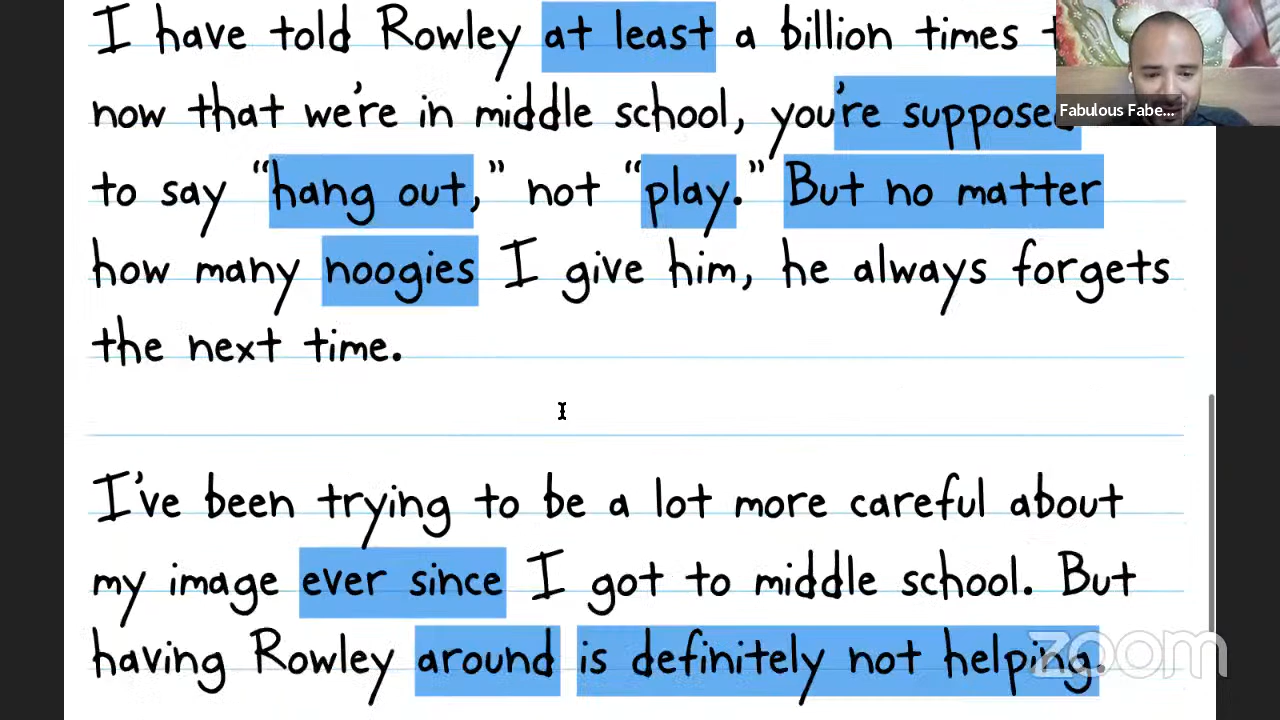 I have told Rowley at least a billion times
now that we're in middle school, you're supposed
to say "hang out," not "play." But no matter
how many noogies I give him, he always forgets
the next time.
I've been trying to be a lot more careful about
my image ever since I got to middle school. But
having Rowley around is definitely not helping.
Fabulous Fabe...
zoom